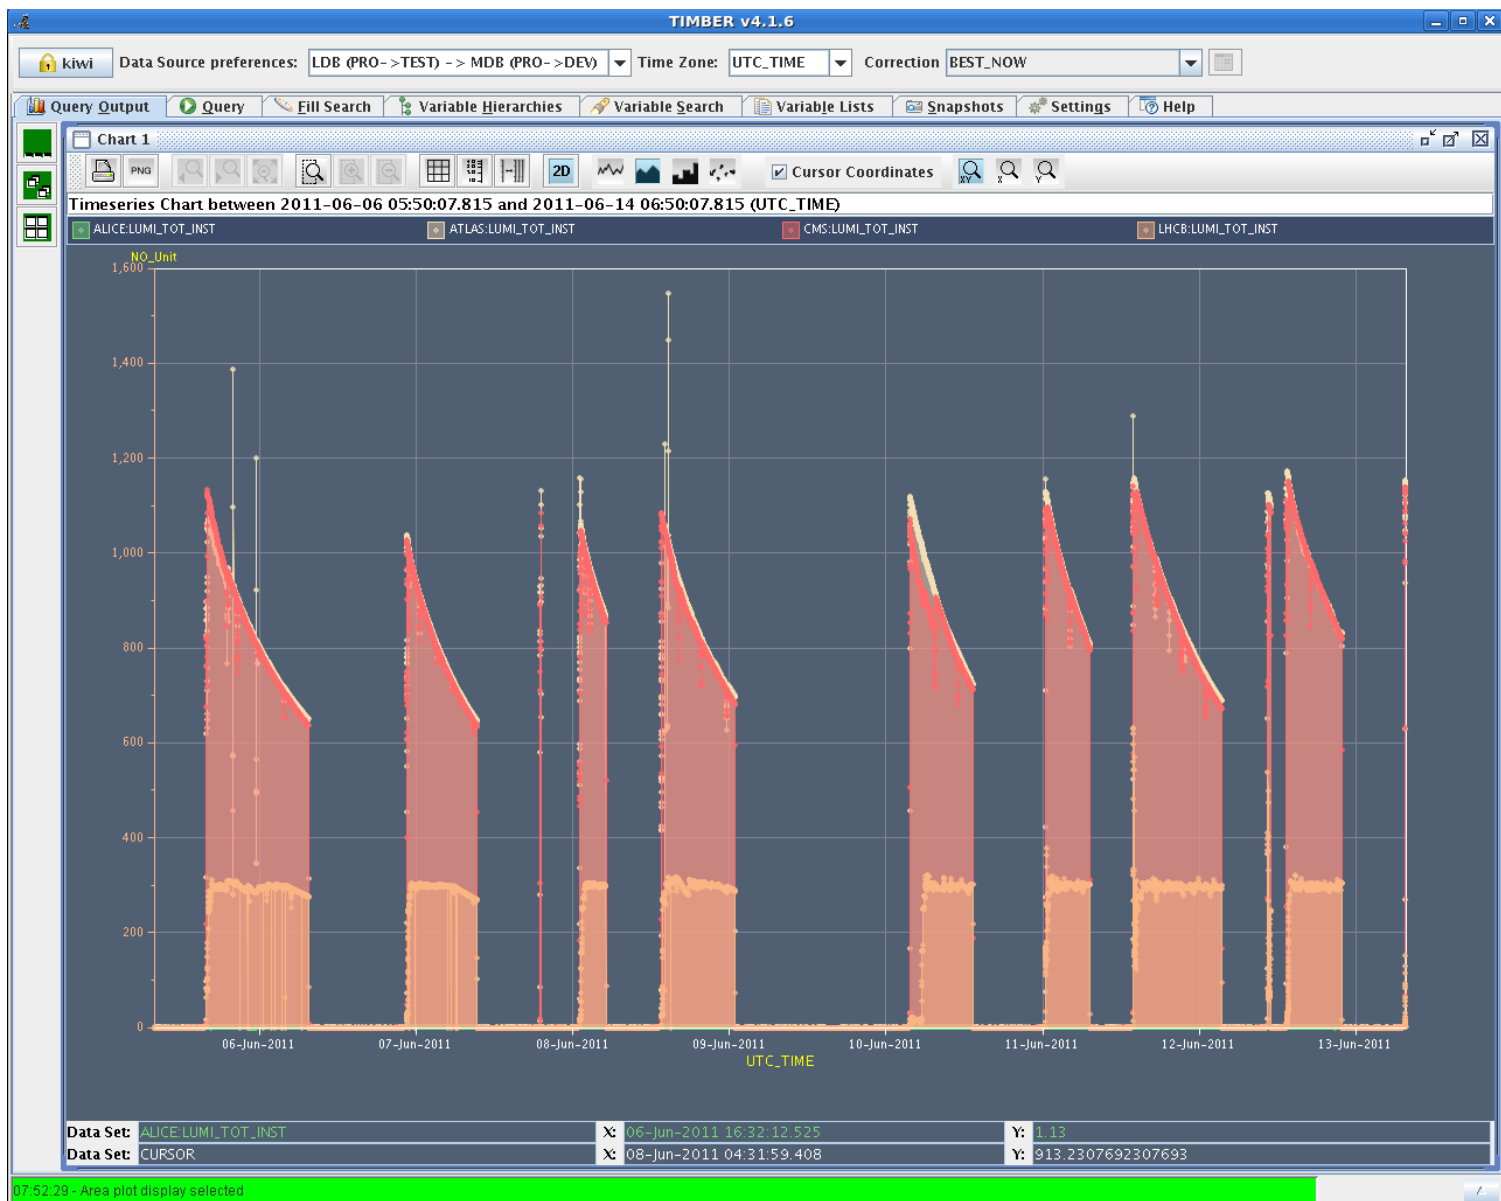 TIMBER v4.1.6
kiwi Data Source preferences: LDB (PRO->TEST) -> MDB (PRO->DEV) Time Zone: UTC_TIME Correction BEST_NOW
Query Output Query Fill Search Variable Hierarchies Variable Search Variable Lists Snapshots Settings Help
Chart 1
PNG 2D Cursor Coordinates XY X Y
Timeseries Chart between 2011-06-06 05:50:07.815 and 2011-06-14 06:50:07.815 (UTC_TIME)
ALICE:LUMI_TOT_INST ATLAS:LUMI_TOT_INST CMS:LUMI_TOT_INST LHCB:LUMI_TOT_INST
NO_Unit
1,600
1,400
1,200
1,000
800
600
400
200
0
06-Jun-2011 07-Jun-2011 08-Jun-2011 09-Jun-2011 10-Jun-2011 11-Jun-2011 12-Jun-2011 13-Jun-2011
UTC_TIME
Data Set: ALICE:LUMI_TOT_INST X: 06-Jun-2011 16:32:12.525 Y: 1.13
Data Set: CURSOR X: 08-Jun-2011 04:31:59.408 Y: 913.2307692307693
07:52:29 - Area plot display selected